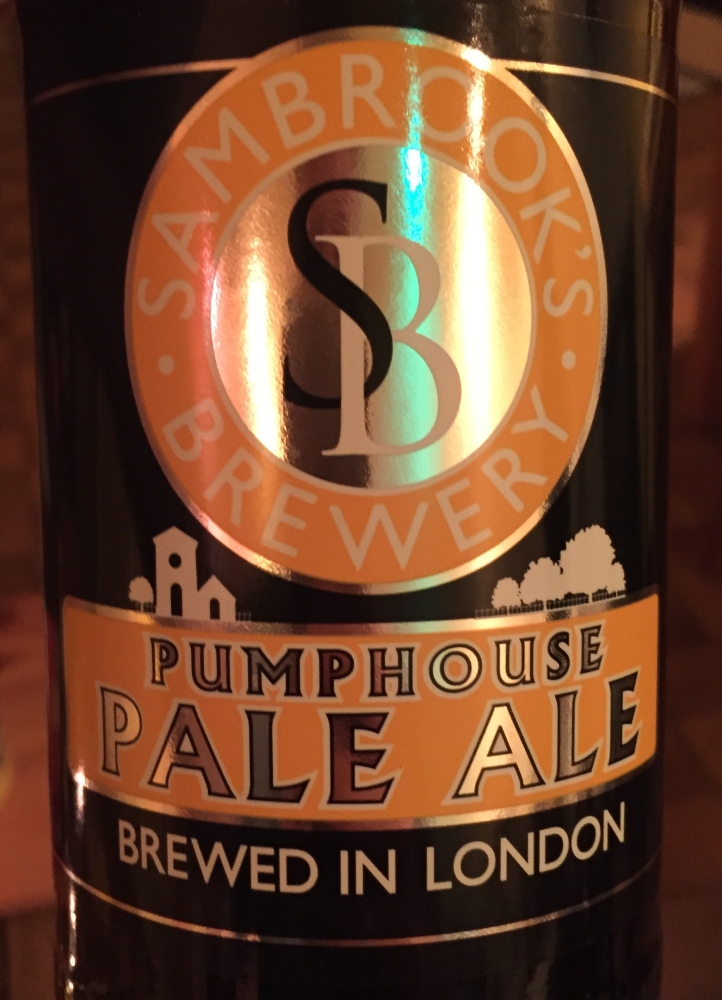 SAMBROOK'S
SB
• BREWERY •
PUMPHOUSE
PALE ALE
BREWED IN LONDON